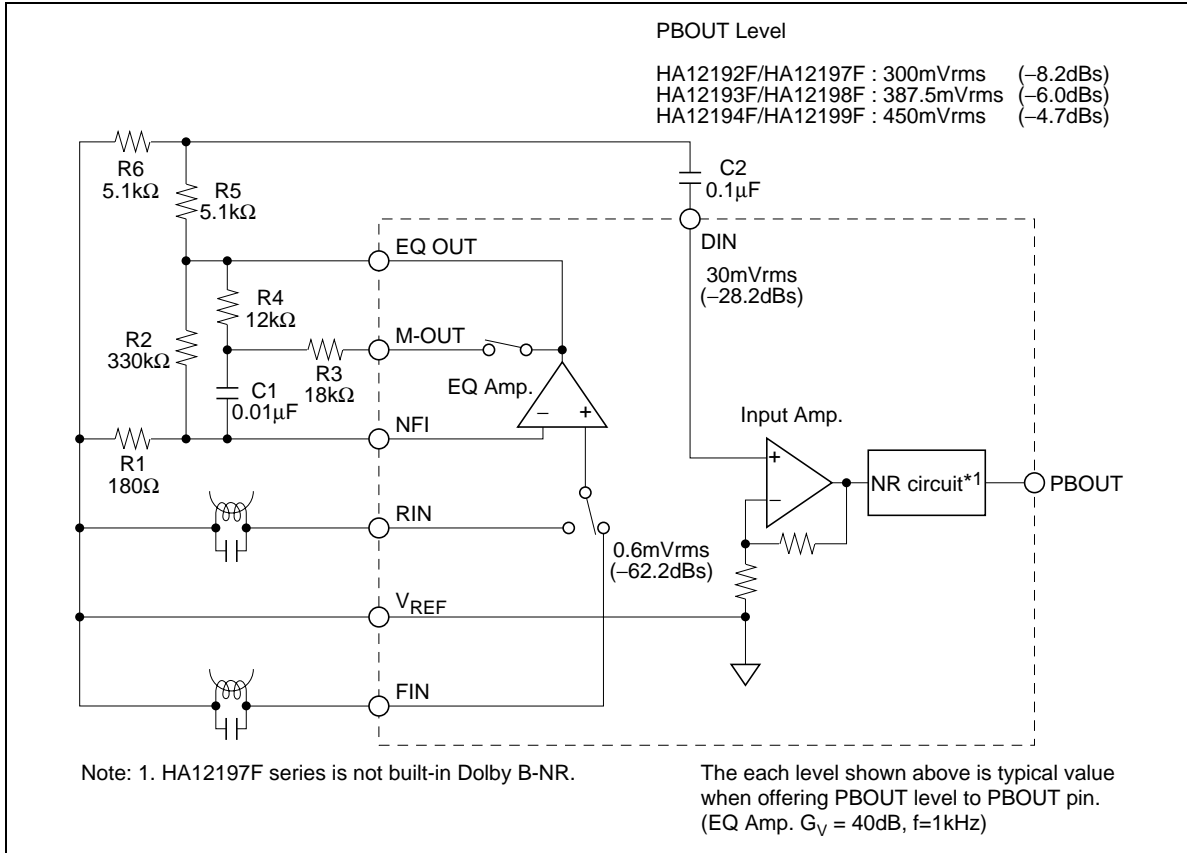 PBOUT Level
HA12192F/HA12197F : 300mVrms (−8.2dBs)
HA12193F/HA12198F : 387.5mVrms (−6.0dBs)
HA12194F/HA12199F : 450mVrms (−4.7dBs)
R6
5.1kΩ
R5
5.1kΩ
C2
0.1μF
DIN
30mVrms
(−28.2dBs)
EQ OUT
R4
12kΩ
R2
330kΩ
M-OUT
R3
18kΩ
C1
0.01μF
EQ Amp.
− +
NFI
R1
180Ω
Input Amp.
+
−
NR circuit*1
PBOUT
RIN
0.6mVrms
(−62.2dBs)
VREF
FIN
Note: 1. HA12197F series is not built-in Dolby B-NR.
The each level shown above is typical value
when offering PBOUT level to PBOUT pin.
(EQ Amp. GV = 40dB, f=1kHz)